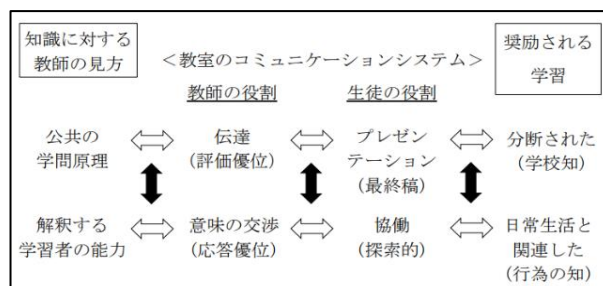 知識に対する
教師の見方
＜教室のコミュニケーションシステム＞
教師の役割
生徒の役割
奨励される
学習
公共の
学問原理
伝達
(評価優位)
プレゼン
テーション
(最終稿)
分断された
(学校知)
解釈する
学習者の能力
意味の交渉
(応答優位)
協働
(探索的)
日常生活と
関連した
(行為の知)